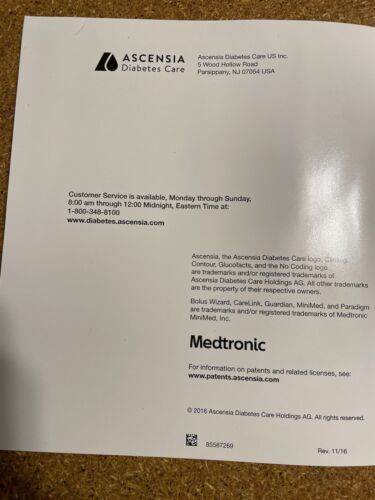 ASCENSIA
Diabetes Care
Ascensia Diabetes Care US Inc.
5 Wood Hollow Road
Parsippany, NJ 07054 USA
Customer Service is available, Monday through Sunday,
8:00 am through 12:00 Midnight, Eastern Time at:
1-800-348-8100
www.diabetes.ascensia.com
Ascensia, the Ascensia Diabetes Care logo, Clinilog,
Contour, Glucofacts, and the No Coding logo
are trademarks and/or registered trademarks of
Ascensia Diabetes Care Holdings AG. All other trademarks
are the property of their respective owners.
Bolus Wizard, CareLink, Guardian, MiniMed, and Paradigm
are trademarks and/or registered trademarks of Medtronic
MiniMed, Inc.
Medtronic
For information on patents and related licenses, see:
www.patents.ascensia.com
© 2016 Ascensia Diabetes Care Holdings AG. All rights reserved.
85587269
Rev. 11/16